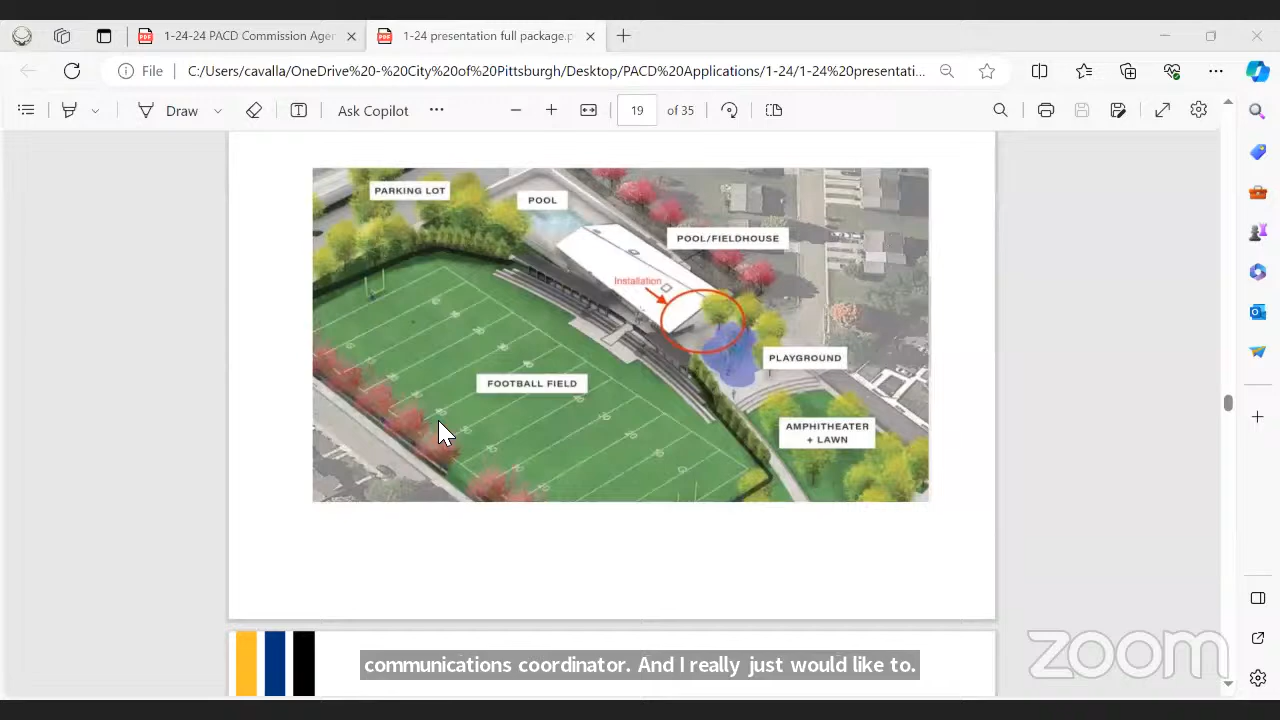 1-24-24 PACD Commission Ager
1-24 presentation full package.p
File
C:/Users/cavalla/OneDrive%20-%20City%20of%20Pittsburgh/Desktop/PACD%20Applications/1-24/1-24%20presentati...
Draw
Ask Copilot
19
of 35
PARKING LOT
POOL
POOL/FIELDHOUSE
Installation
PLAYGROUND
FOOTBALL FIELD
AMPHITHEATER
+ LAWN
communications coordinator. And I really just would like to.
zoom